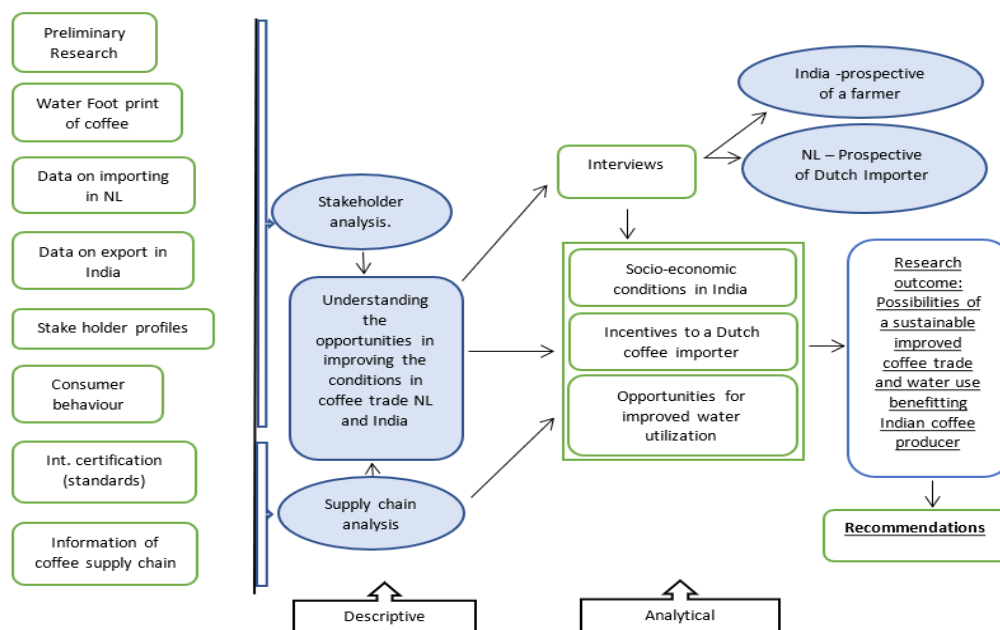 Preliminary
Research
Water Foot print
of coffee
Data on importing
in NL
Data on export in
India
Stake holder profiles
Consumer
behaviour
Int. certification
(standards)
Information of
coffee supply chain
Stakeholder
analysis.
Understanding
the
opportunities in
improving the
conditions in
coffee trade NL
and India
Supply chain
analysis
Descriptive
Interviews
India -prospective
of a farmer
NL – Prospective
of Dutch Importer
Socio-economic
conditions in India
Incentives to a Dutch
coffee importer
Opportunities for
improved water
utilization
Analytical
Research
outcome:
Possibilities of
a sustainable
improved
coffee trade
and water use
benefitting
Indian coffee
producer
Recommendations